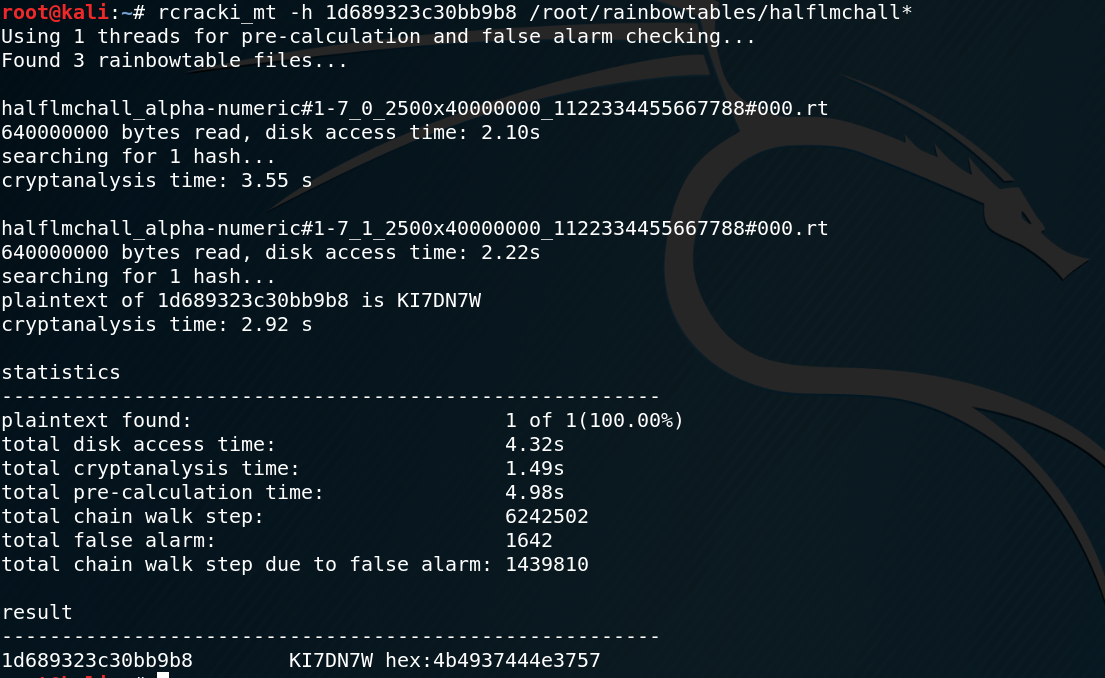 root@kali:~# rcracki_mt -h 1d689323c30bb9b8 /root/rainbowtables/halflmchall*
Using 1 threads for pre-calculation and false alarm checking...
Found 3 rainbowtable files...

halflmchall_alpha-numeric#1-7_0_2500x40000000_1122334455667788#000.rt
640000000 bytes read, disk access time: 2.10s
searching for 1 hash...
cryptanalysis time: 3.55 s

halflmchall_alpha-numeric#1-7_1_2500x40000000_1122334455667788#000.rt
640000000 bytes read, disk access time: 2.22s
searching for 1 hash...
plaintext of 1d689323c30bb9b8 is KI7DN7W
cryptanalysis time: 2.92 s

statistics
-------------------------------------------------------
plaintext found:                          1 of 1(100.00%)
total disk access time:                   4.32s
total cryptanalysis time:                 1.49s
total pre-calculation time:               4.98s
total chain walk step:                    6242502
total false alarm:                        1642
total chain walk step due to false alarm: 1439810

result
-------------------------------------------------------
1d689323c30bb9b8        KI7DN7W hex:4b4937444e3757